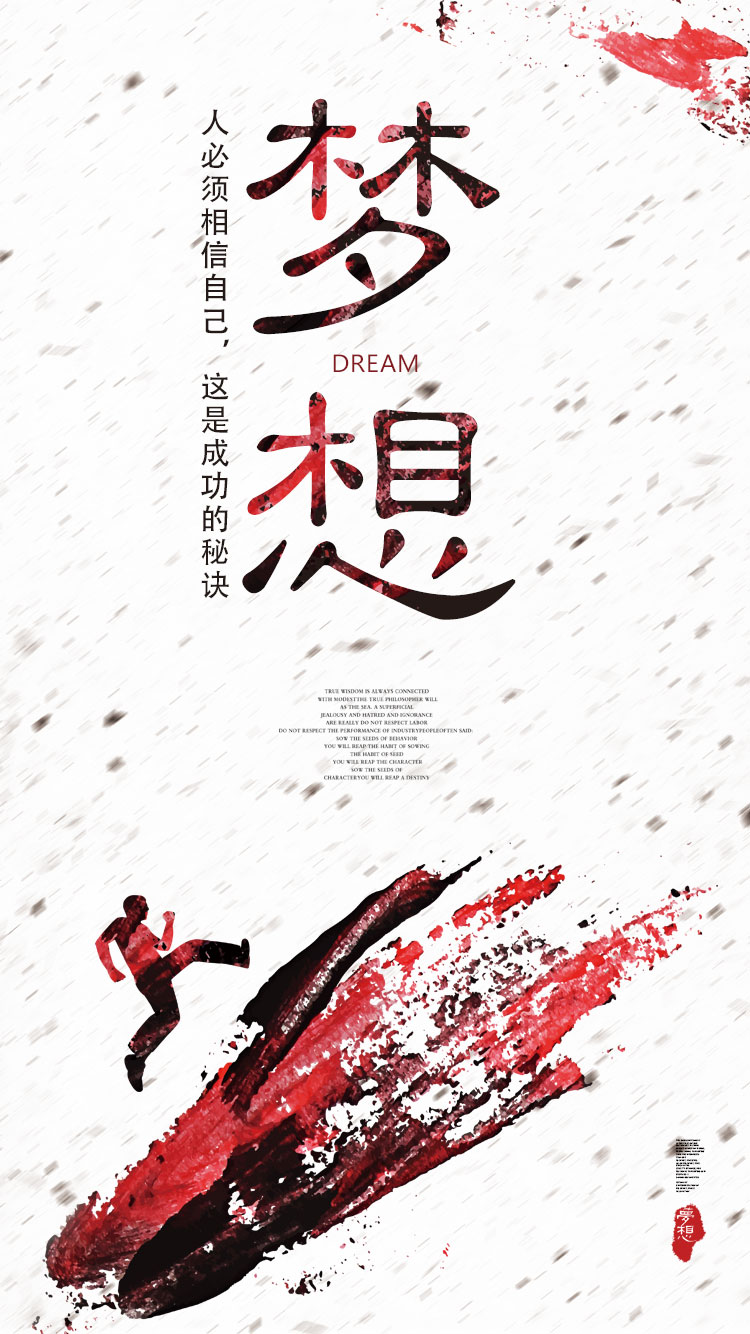 梦想
DREAM
人必须相信自己，这是成功的秘诀
TRUE WISDOM IS ALWAYS CONNECTED
WITH MODESTTHE TRUE PHILOSOPHER WILL
AS THE SEA. A SUPERFICIAL
JEALOUSY AND HATRED AND IGNORANCE
ARE REALLY DO NOT RESPECT LABOR
DO NOT RESPECT THE PERFORMANCE OF INDUSTRYPEOPLEOFTEN SAID:
SOW THE SEEDS OF BEHAVIOR
YOU WILL REAP/THE HABIT OF SOWING
THE HABIT OF SEED
YOU WILL REAP THE CHARACTER
SOW THE SEEDS OF
CHARACTERYOU WILL REAP A DESTINY
夢想